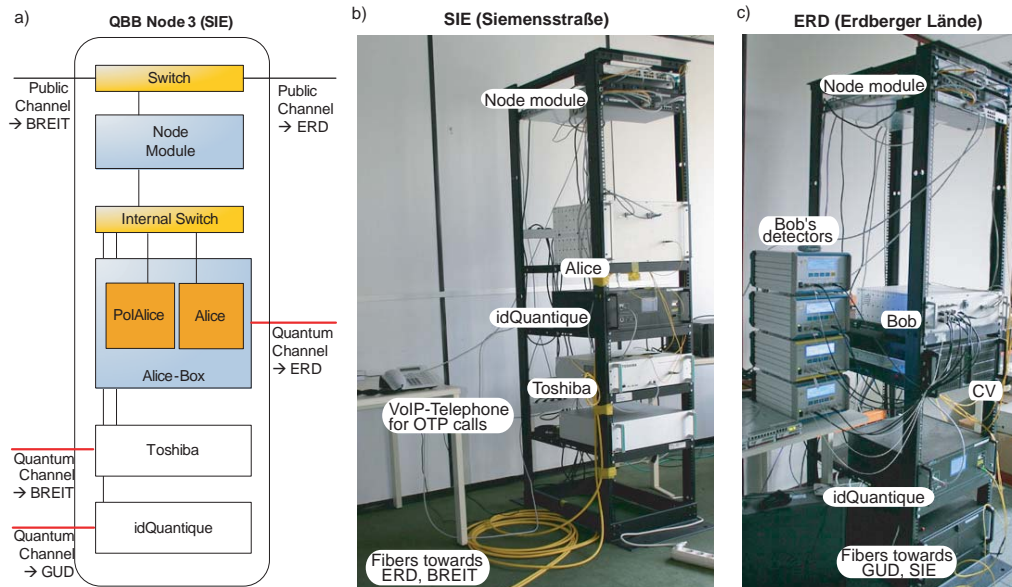 a)
QBB Node 3 (SIE)
Switch
Public
Channel
→ BREIT
Public
Channel
→ ERD
Node
Module
Internal Switch
PolAlice
Alice
Quantum
Channel
→ ERD
Alice-Box
Toshiba
Quantum
Channel
→ BREIT
idQuantique
Quantum
Channel
→ GUD
b)
SIE (Siemensstraße)
Node module
Alice
idQuantique
Toshiba
VoIP-Telephone
for OTP calls
Fibers towards
ERD, BREIT
c)
ERD (Erdberger Lände)
Node module
Bob's
detectors
Bob
CV
idQuantique
Fibers towards
GUD, SIE